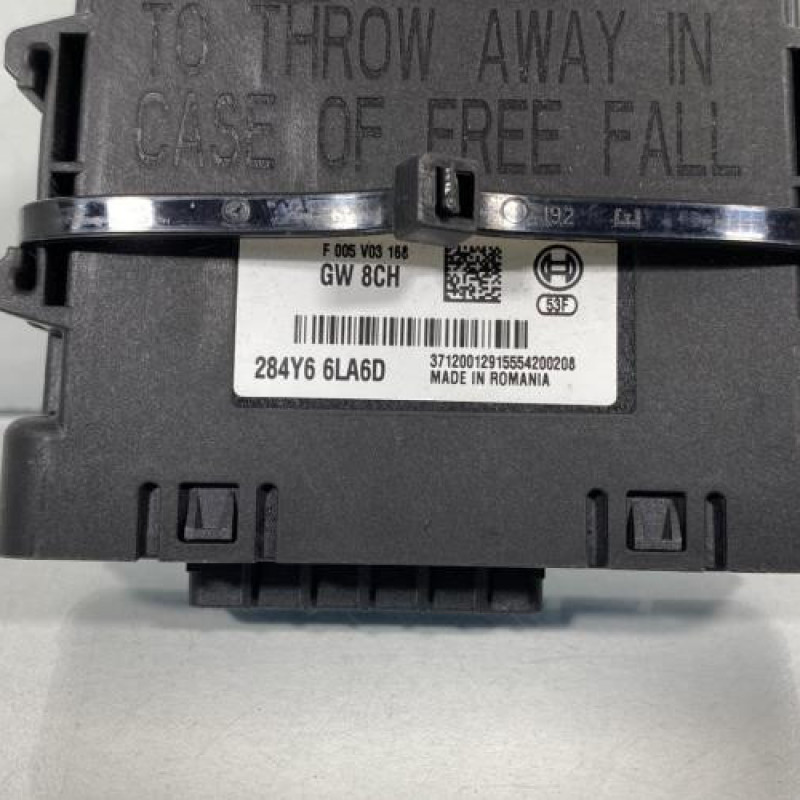 TO THROW AWAY IN
CASE OF FREE FALL
192
F 005 V03 168
GW 8CH
53F
284Y6 6LA6D
37120012915554200208
MADE IN ROMANIA